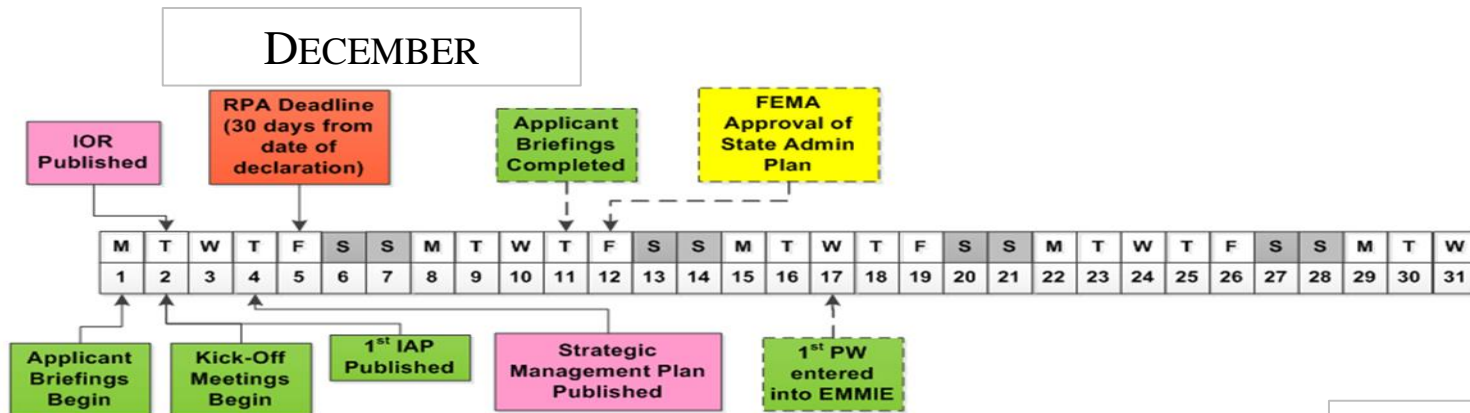 DECEMBER
IOR
Published
RPA Deadline
(30 days from
date of
declaration)
Applicant
Briefings
Completed
FEMA
Approval of
State Admin
Plan
M T W T F S S M T W T F S S M T W T F S S M T W T F S S M T W
1 2 3 4 5 6 7 8 9 10 11 12 13 14 15 16 17 18 19 20 21 22 23 24 25 26 27 28 29 30 31
Applicant
Briefings
Begin
Kick-Off
Meetings
Begin
1st IAP
Published
Strategic
Management Plan
Published
1st PW
entered
into EMMIE